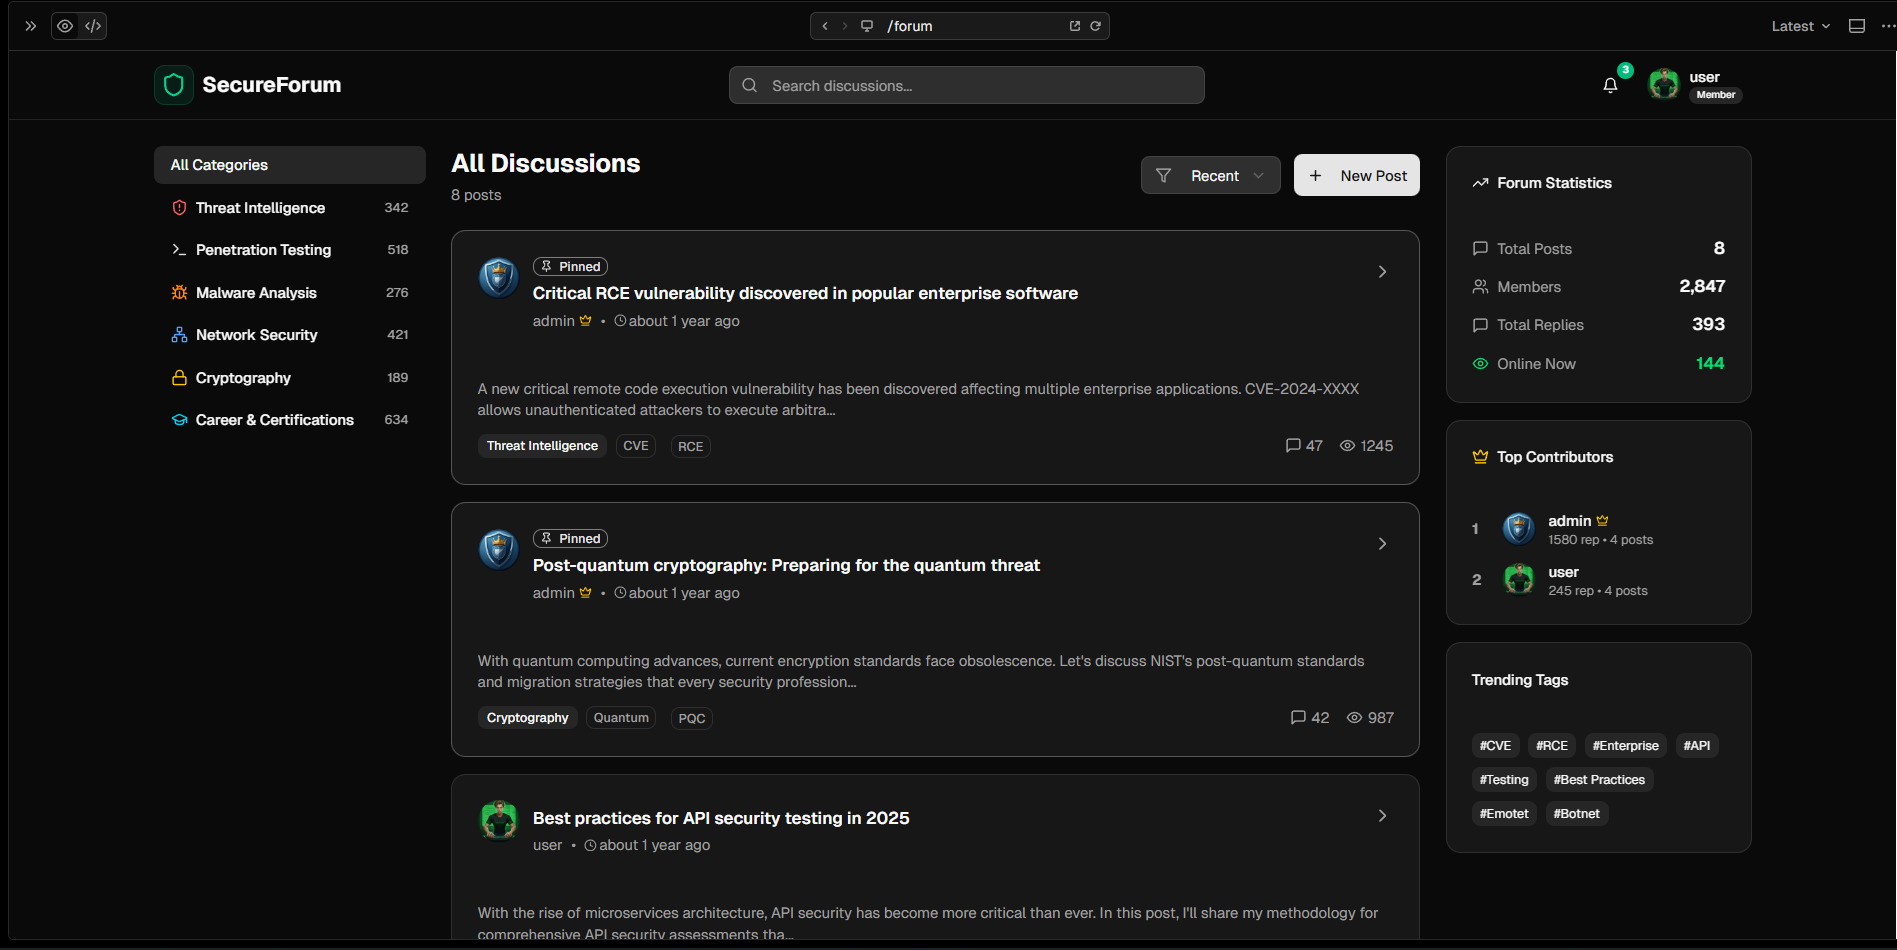 /forum
Latest
SecureForum
Search discussions...
3
user
Member
All Categories
Threat Intelligence 342
Penetration Testing 518
Malware Analysis 276
Network Security 421
Cryptography 189
Career & Certifications 634
All Discussions
8 posts
Recent
New Post
Pinned
Critical RCE vulnerability discovered in popular enterprise software
admin • about 1 year ago
A new critical remote code execution vulnerability has been discovered affecting multiple enterprise applications. CVE-2024-XXXX
allows unauthenticated attackers to execute arbitra...
Threat Intelligence CVE RCE 47 1245
Pinned
Post-quantum cryptography: Preparing for the quantum threat
admin • about 1 year ago
With quantum computing advances, current encryption standards face obsolescence. Let's discuss NIST's post-quantum standards
and migration strategies that every security profession...
Cryptography Quantum PQC 42 987
Best practices for API security testing in 2025
user • about 1 year ago
With the rise of microservices architecture, API security has become more critical than ever. In this post, I'll share my methodology for
comprehensive API security assessments tha...
Forum Statistics
Total Posts 8
Members 2,847
Total Replies 393
Online Now 144
Top Contributors
1 admin
1580 rep • 4 posts
2 user
245 rep • 4 posts
Trending Tags
#CVE #RCE #Enterprise #API
#Testing #Best Practices
#Emotet #Botnet